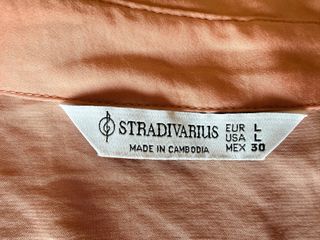 STRADIVARIUS
MADE IN CAMBODIA
EUR L
USA L
MEX 30